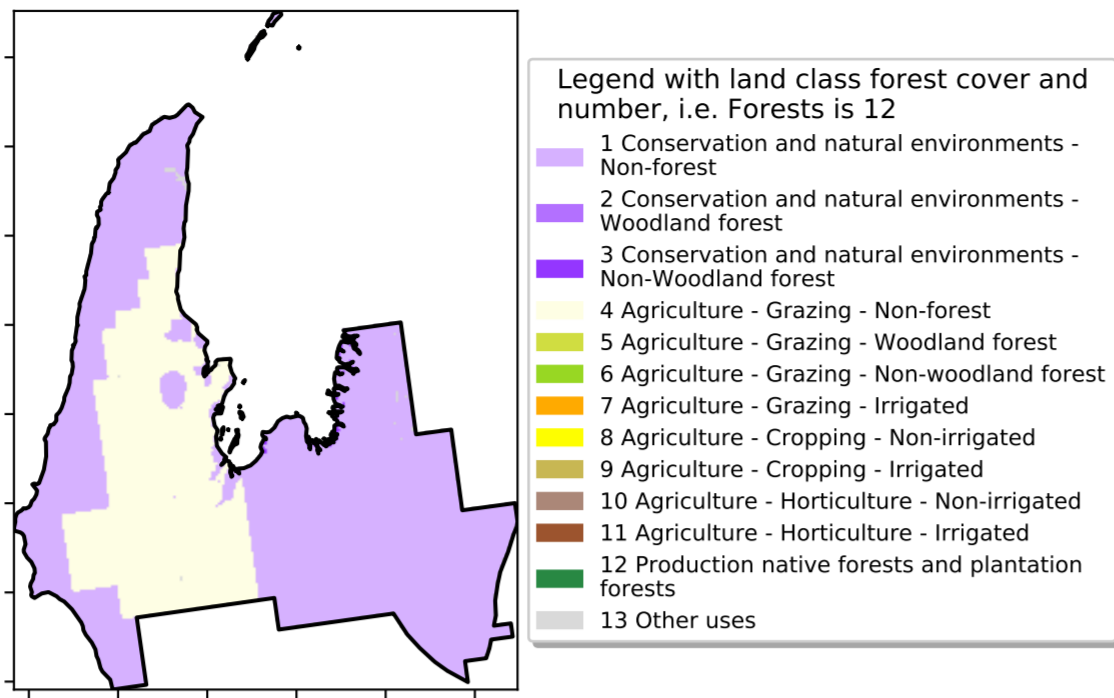 Legend with land class forest cover and
number, i.e. Forests is 12
1 Conservation and natural environments -
Non-forest
2 Conservation and natural environments -
Woodland forest
3 Conservation and natural environments -
Non-Woodland forest
4 Agriculture - Grazing - Non-forest
5 Agriculture - Grazing - Woodland forest
6 Agriculture - Grazing - Non-woodland forest
7 Agriculture - Grazing - Irrigated
8 Agriculture - Cropping - Non-irrigated
9 Agriculture - Cropping - Irrigated
10 Agriculture - Horticulture - Non-irrigated
11 Agriculture - Horticulture - Irrigated
12 Production native forests and plantation
forests
13 Other uses